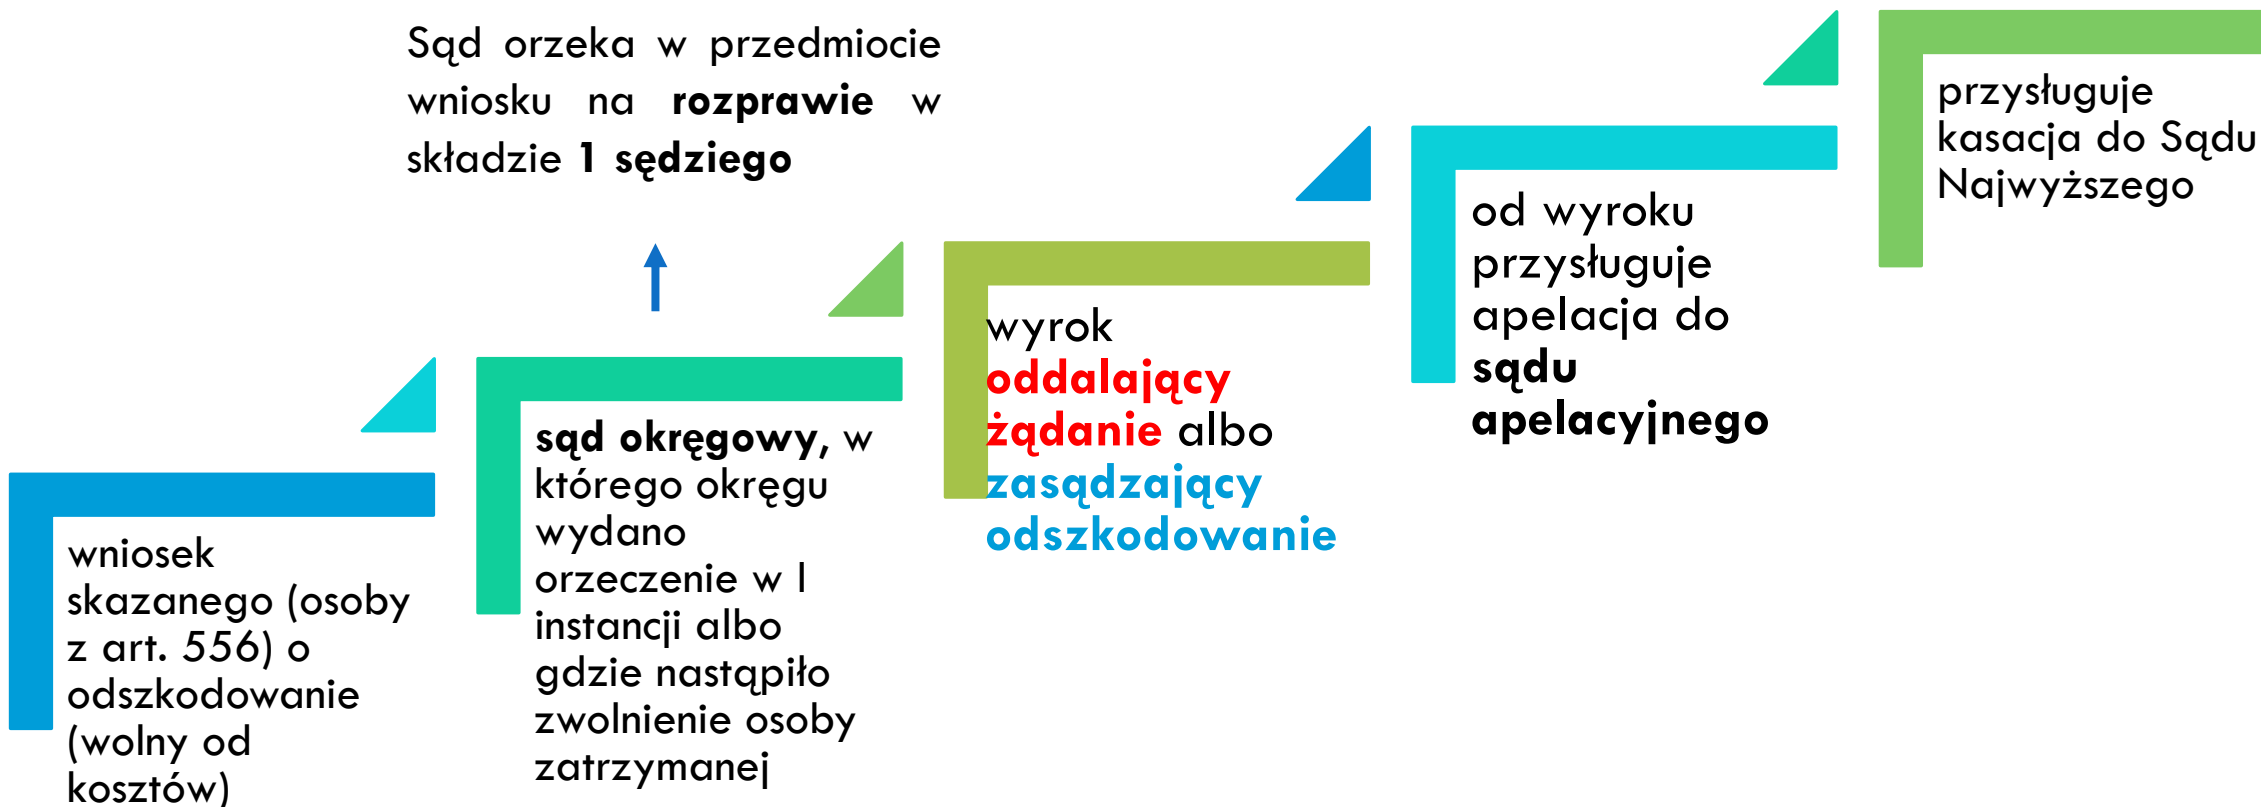 Sąd orzeka w przedmiocie
wniosku na rozprawie w
składzie 1 sędziego
wniosek
skazanego (osoby
z art. 556) o
odszkodowanie
(wolny od
kosztów)
sąd okręgowy, w
którego okręgu
wydano
orzeczenie w I
instancji albo
gdzie nastąpiło
zwolnienie osoby
zatrzymanej
wyrok
oddalający
żądanie albo
zasądzający
odszkodowanie
od wyroku
przysługuje
apelacja do
sądu
apelacyjnego
przysługuje
kasacja do Sądu
Najwyższego